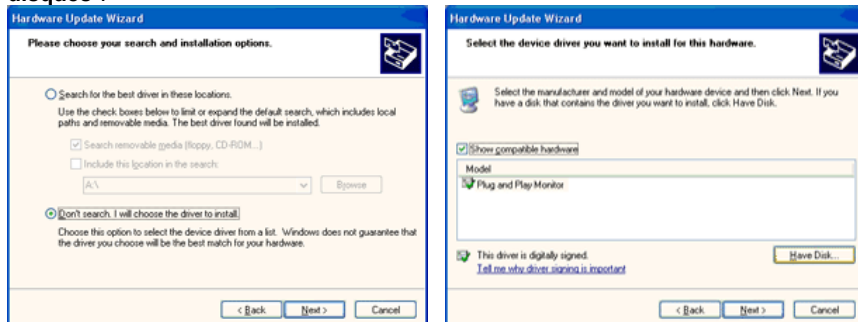 disques .
Hardware Update Wizard
Please choose your search and installation options.
Search for the best driver in these locations.
Use the check boxes below to limit or expand the default search, which includes local
paths and removable media. The best driver found will be installed.
Search removable media (floppy, CD-ROM...)
Include this location in the search:
A:\
Browse
Don't search. I will choose the driver to install.
Choose this option to select the device driver from a list. Windows does not guarantee that
the driver you choose will be the best match for your hardware.
< Back
Next >
Cancel
Hardware Update Wizard
Select the device driver you want to install for this hardware.
Select the manufacturer and model of your hardware device and then click Next. If you
have a disk that contains the driver you want to install, click Have Disk.
Show compatible hardware
Model
Plug and Play Monitor
This driver is digitally signed.
Have Disk...
Tell me why driver signing is important
< Back
Next >
Cancel